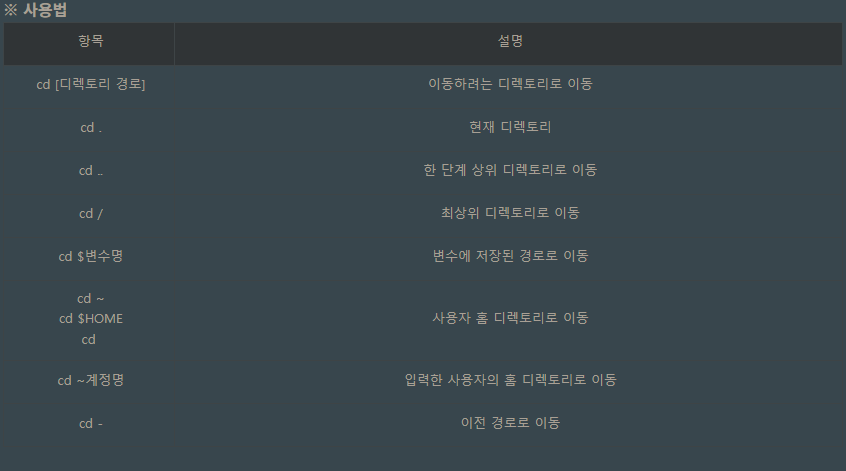 ※ 사용법
항목 설명
cd [디렉토리 경로] 이동하려는 디렉토리로 이동
cd . 현재 디렉토리
cd .. 한 단계 상위 디렉토리로 이동
cd / 최상위 디렉토리로 이동
cd $변수명 변수에 저장된 경로로 이동
cd ~
cd $HOME 사용자 홈 디렉토리로 이동
cd
cd ~계정명 입력한 사용자의 홈 디렉토리로 이동
cd - 이전 경로로 이동